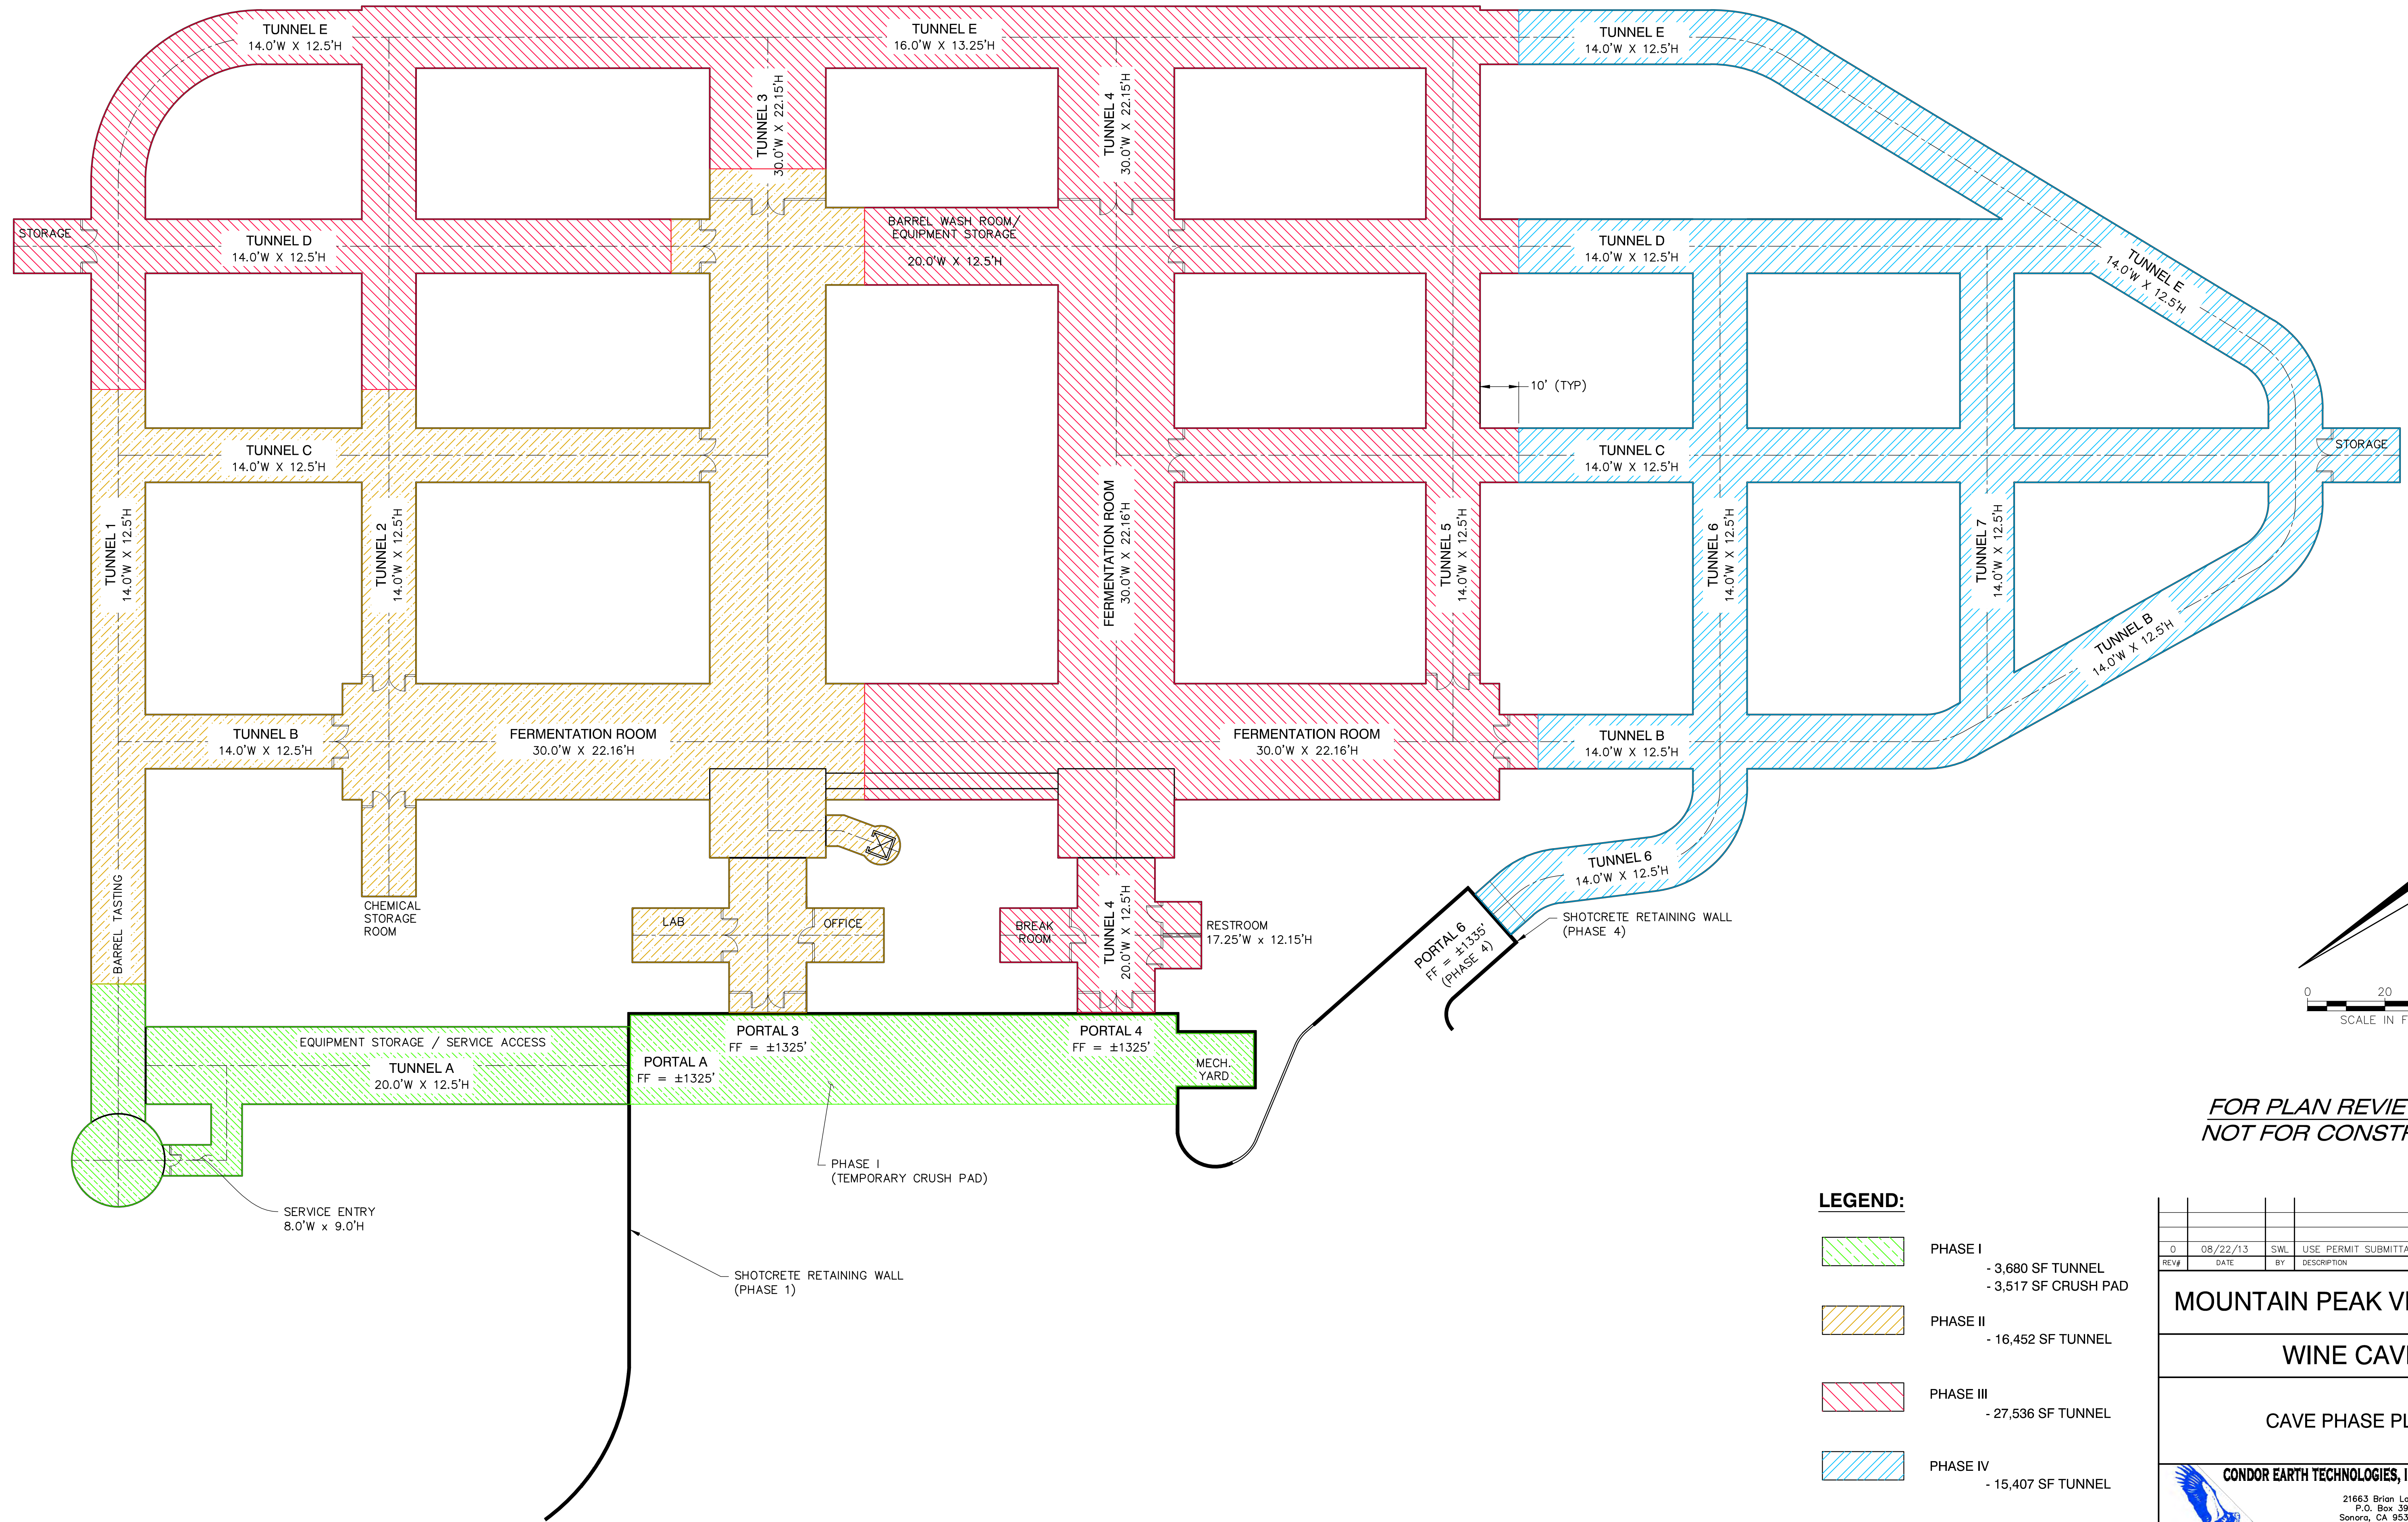 TUNNEL E
14.0'W X 12.5'H
TUNNEL E
16.0'W X 13.25'H
TUNNEL E
14.0'W X 12.5'H
TUNNEL 3
30.0'W X 22.15'H
TUNNEL 4
30.0'W X 22.15'H
STORAGE
TUNNEL D
14.0'W X 12.5'H
BARREL WASH ROOM/
EQUIPMENT STORAGE
20.0'W X 12.5'H
TUNNEL D
14.0'W X 12.5'H
TUNNEL E
14.0'W X 12.5'H
10' (TYP)
TUNNEL C
14.0'W X 12.5'H
TUNNEL C
14.0'W X 12.5'H
STORAGE
TUNNEL 1
14.0'W X 12.5'H
TUNNEL 2
14.0'W X 12.5'H
FERMENTATION ROOM
30.0'W X 22.16'H
TUNNEL 5
14.0'W X 12.5'H
TUNNEL 6
14.0'W X 12.5'H
TUNNEL 7
14.0'W X 12.5'H
TUNNEL B
14.0'W X 12.5'H
TUNNEL B
14.0'W X 12.5'H
FERMENTATION ROOM
30.0'W X 22.16'H
FERMENTATION ROOM
30.0'W X 22.16'H
TUNNEL B
14.0'W X 12.5'H
BARREL TASTING
CHEMICAL
STORAGE
ROOM
LAB
OFFICE
BREAK
ROOM
TUNNEL 4
20.0'W X 12.5'H
RESTROOM
17.25'W x 12.15'H
TUNNEL 6
14.0'W X 12.5'H
PORTAL 6
FF = ±1335'
(PHASE 4)
SHOTCRETE RETAINING WALL
(PHASE 4)
EQUIPMENT STORAGE / SERVICE ACCESS
TUNNEL A
20.0'W X 12.5'H
PORTAL A
FF = ±1325'
PORTAL 3
FF = ±1325'
PORTAL 4
FF = ±1325'
MECH.
YARD
PHASE I
(TEMPORARY CRUSH PAD)
SERVICE ENTRY
8.0'W x 9.0'H
SHOTCRETE RETAINING WALL
(PHASE 1)
0 20
SCALE IN F
FOR PLAN REVIE
NOT FOR CONST
LEGEND:
PHASE I
- 3,680 SF TUNNEL
- 3,517 SF CRUSH PAD
PHASE II
- 16,452 SF TUNNEL
PHASE III
- 27,536 SF TUNNEL
PHASE IV
- 15,407 SF TUNNEL
0 08/22/13 SWL USE PERMIT SUBMITTA
REV# DATE BY DESCRIPTION
MOUNTAIN PEAK VI
WINE CAV
CAVE PHASE PL
CONDOR EARTH TECHNOLOGIES, I
21663 Brian La
P.O. Box 39
Sonora, CA 953